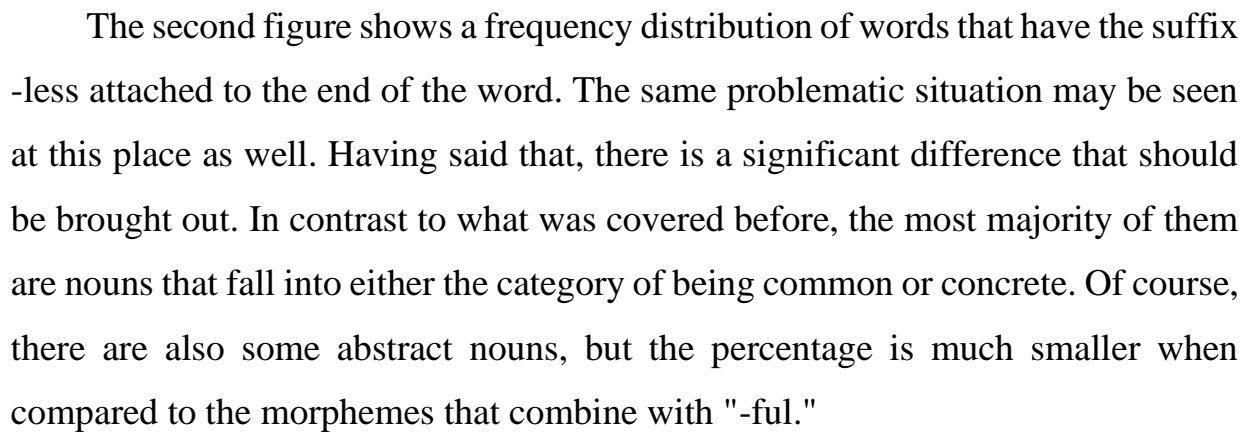 The second figure shows a frequency distribution of words that have the suffix
-less attached to the end of the word. The same problematic situation may be seen
at this place as well. Having said that, there is a significant difference that should
be brought out. In contrast to what was covered before, the most majority of them
are nouns that fall into either the category of being common or concrete. Of course,
there are also some abstract nouns, but the percentage is much smaller when
compared to the morphemes that combine with "-ful."